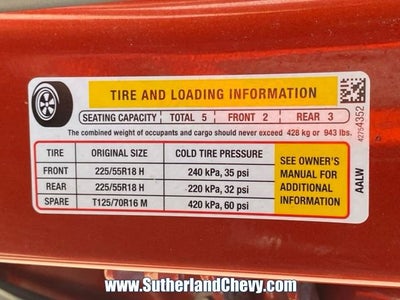 TIRE AND LOADING INFORMATION
SEATING CAPACITY TOTAL 5 FRONT 2 REAR 3
The combined weight of occupants and cargo should never exceed 428 kg or 943 lbs.
TIRE ORIGINAL SIZE COLD TIRE PRESSURE
FRONT 225/55R18 H 240 kPa, 35 psi
REAR 225/55R18 H 220 kPa, 32 psi
SPARE T125/70R16 M 420 kPa, 60 psi
SEE OWNER'S
MANUAL FOR
ADDITIONAL
INFORMATION
42754352
AALW
www.SutherlandChevy.com